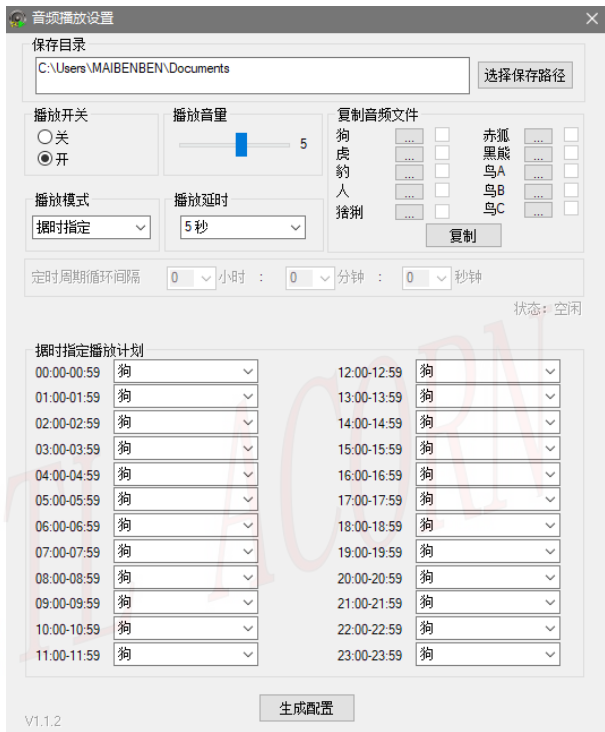 音频播放设置
保存目录
C:\Users\MAIBENBEN\Documents
选择保存路径
播放开关
关
开
播放音量
5
复制音频文件
狗 ... 赤狐 ...
虎 ... 黑熊 ...
豹 ... 鸟A ...
人 ... 鸟B ...
猞猁 ... 鸟C ...
复制
播放模式
据时指定
播放延时
5秒
定时周期循环间隔 0 小时 : 0 分钟 : 0 秒钟
状态: 空闲
据时指定播放计划
00:00-00:59 狗 12:00-12:59 狗
01:00-01:59 狗 13:00-13:59 狗
02:00-02:59 狗 14:00-14:59 狗
03:00-03:59 狗 15:00-15:59 狗
04:00-04:59 狗 16:00-16:59 狗
05:00-05:59 狗 17:00-17:59 狗
06:00-06:59 狗 18:00-18:59 狗
07:00-07:59 狗 19:00-19:59 狗
08:00-08:59 狗 20:00-20:59 狗
09:00-09:59 狗 21:00-21:59 狗
10:00-10:59 狗 22:00-22:59 狗
11:00-11:59 狗 23:00-23:59 狗
生成配置
V1.1.2
TL ACORN